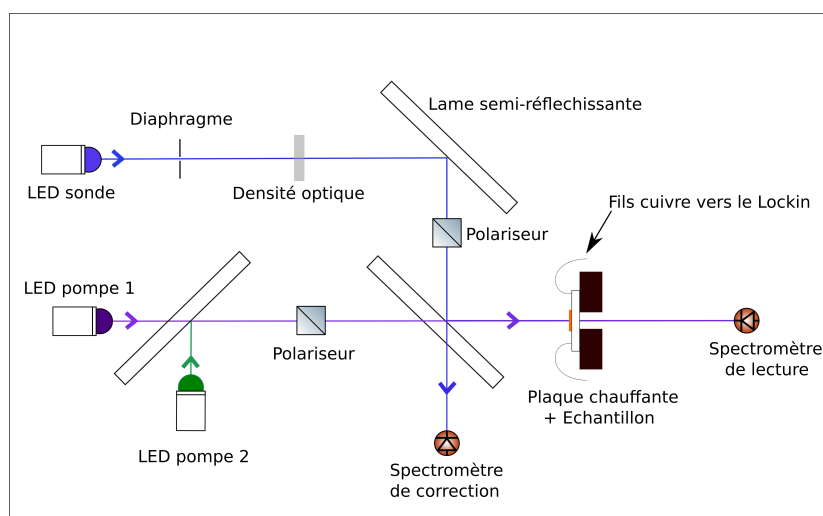 Lame semi-réflechissante
Diaphragme
LED sonde
Densité optique
Fils cuivre vers le Lockin
Polariseur
LED pompe 1
Polariseur
Spectromètre
de lecture
Plaque chauffante
+ Echantillon
LED pompe 2
Spectromètre
de correction